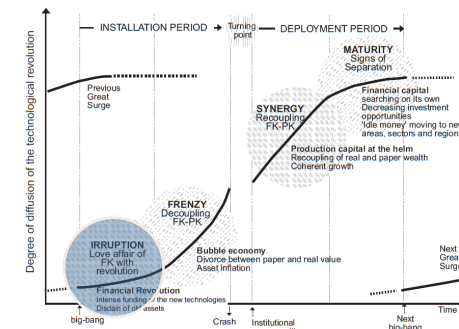 INSTALLATION PERIOD
Turning
point
DEPLOYMENT PERIOD
MATURITY
Signs of
Separation
Previous
Great
Surge
Financial capital
searching on its own
Decreasing investment
opportunities
'Idle money' moving to new
areas, sectors and region
SYNERGY
Recoupling
FK-PK
Production capital at the helm
Recoupling of real and paper wealth
Coherent growth
FRENZY
Decoupling
FK-PK
IRRUPTION
Love affair of
FK with
revolution
Bubble economy
Divorce between paper and real value
Asset inflation
Next
Grea
Surge
Financial Revolution
Intense funding the new technologies
Disdain of old assets
Time
big-bang
Crash
Institutional
Next
big-bang
Degree of diffusion of the technological revolution